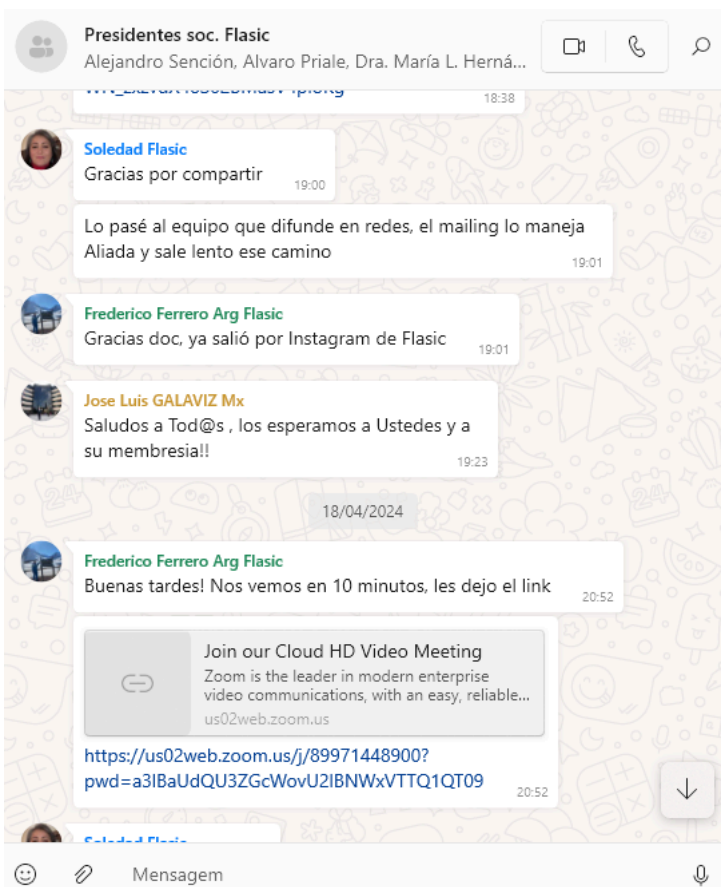 Presidentes soc. Flasic
Alejandro Sención, Alvaro Priale, Dra. María L. Herná...
18:38
Soledad Flasic
Gracias por compartir
19:00
Lo pasé al equipo que difunde en redes, el mailing lo maneja
Aliada y sale lento ese camino
19:01
Frederico Ferrero Arg Flasic
Gracias doc, ya salió por Instagram de Flasic
19:01
Jose Luis GALAVIZ Mx
Saludos a Tod@s , los esperamos a Ustedes y a
su membresia!!
19:23
18/04/2024
Frederico Ferrero Arg Flasic
Buenas tardes! Nos vemos en 10 minutos, les dejo el link
20:52
Join our Cloud HD Video Meeting
Zoom is the leader in modern enterprise
video communications, with an easy, reliable...
us02web.zoom.us
https://us02web.zoom.us/j/89971448900?
pwd=a3lBaUdQU3ZGcWovU2lBNWxVTTQ1QT09
20:52
Soledad Flasic
Mensagem